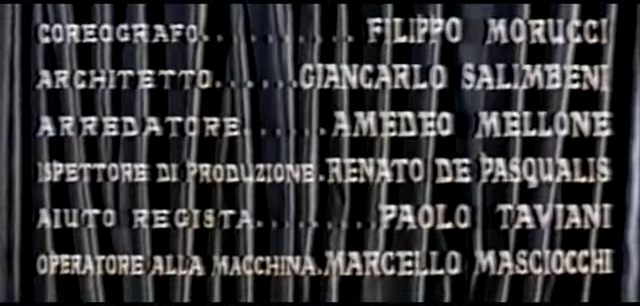 COREOGRAFO........... FILIPPO MORUCCI
ARCHITETTO......GIANCARLO SALIMBENI
ARREDATORE......AMEDEO MELLONE
ISPETTORE DI PRODUZIONE.RENATO DE PASQUALIS
AIUTO REGISTA.........PAOLO TAVIANI
OPERATORE ALLA MACCHINA.MARCELLO MASCIOCCHI